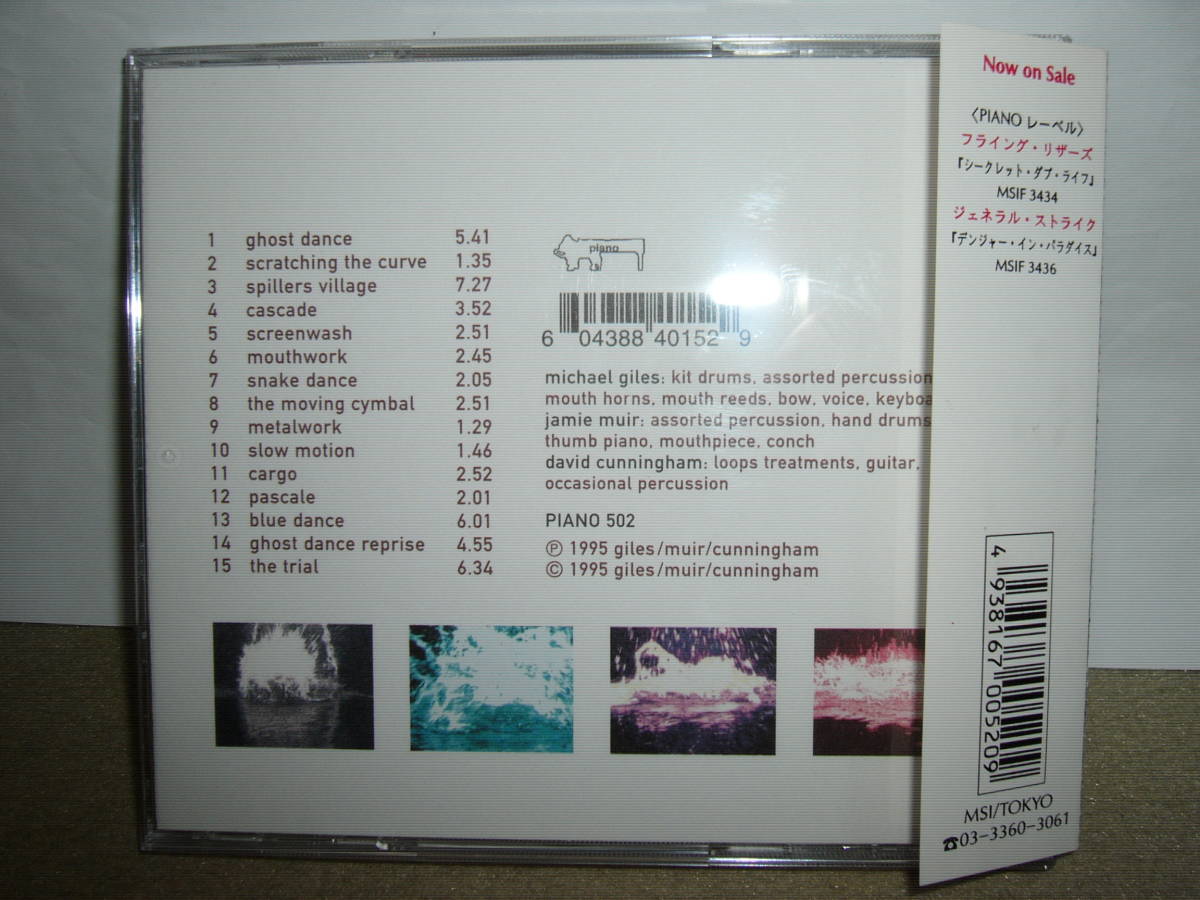 1 ghost dance 5.41
2 scratching the curve 1.35
3 spillers village 7.27
4 cascade 3.52
5 screenwash 2.51
6 mouthwork 2.45
7 snake dance 2.05
8 the moving cymbal 2.51
9 metalwork 1.29
10 slow motion 1.46
11 cargo 2.52
12 pascale 2.01
13 blue dance 6.01
14 ghost dance reprise 4.55
15 the trial 6.34
piano
6 04388 40152 9
michael giles: kit drums, assorted percussion
mouth horns, mouth reeds, bow, voice,
jamie muir: assorted percussion, hand drums
thumb piano, mouthpiece, conch
david cunningham: loops treatments, guitar,
occasional percussion
PIANO 502
℗ 1995 giles/muir/cunningham
© 1995 giles/muir/cunningham
Now on Sale
〈PIANO レーベル〉
フライング・リザーズ
『シークレット・ダブ・ライフ』
MSIF 3434
ジェネラル・ストライク
『デンジャー・イン・パラダイス』
MSIF 3436
4 938167 005209
MSI/TOKYO
☎03-3360-3061